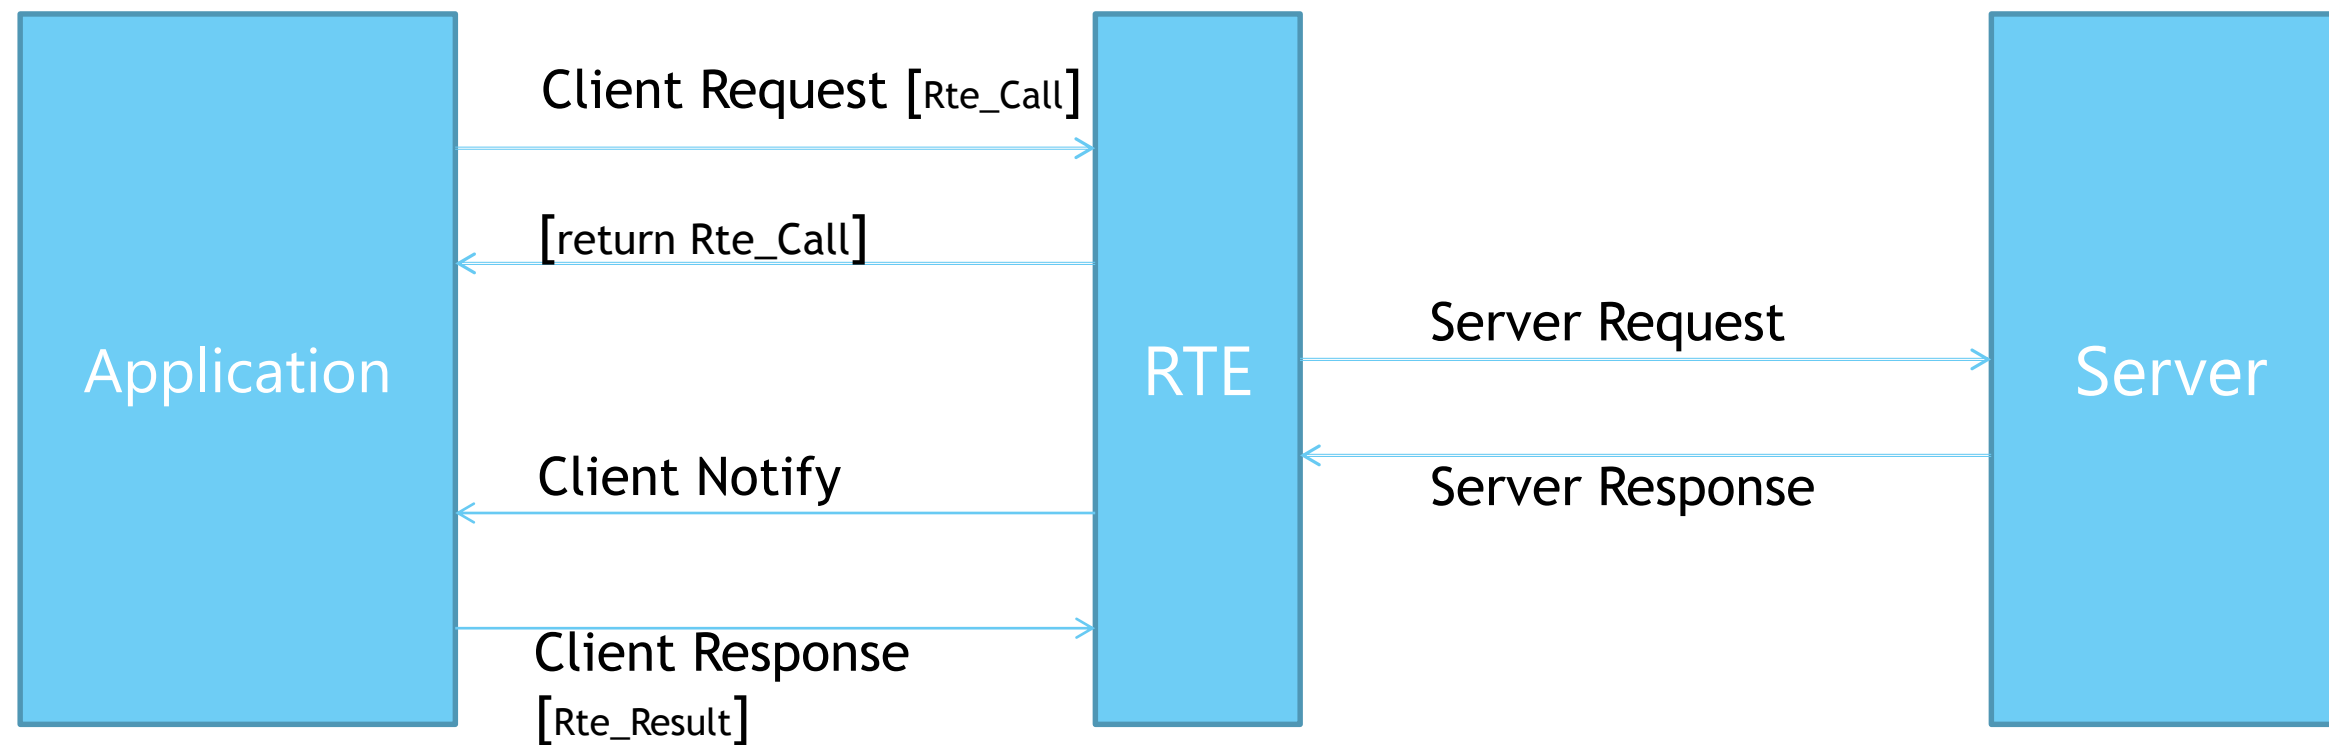 Client Request [Rte_Call]
[return Rte_Call]
Server Request
Application
RTE
Server
Client Notify
Server Response
Client Response
[Rte_Result]